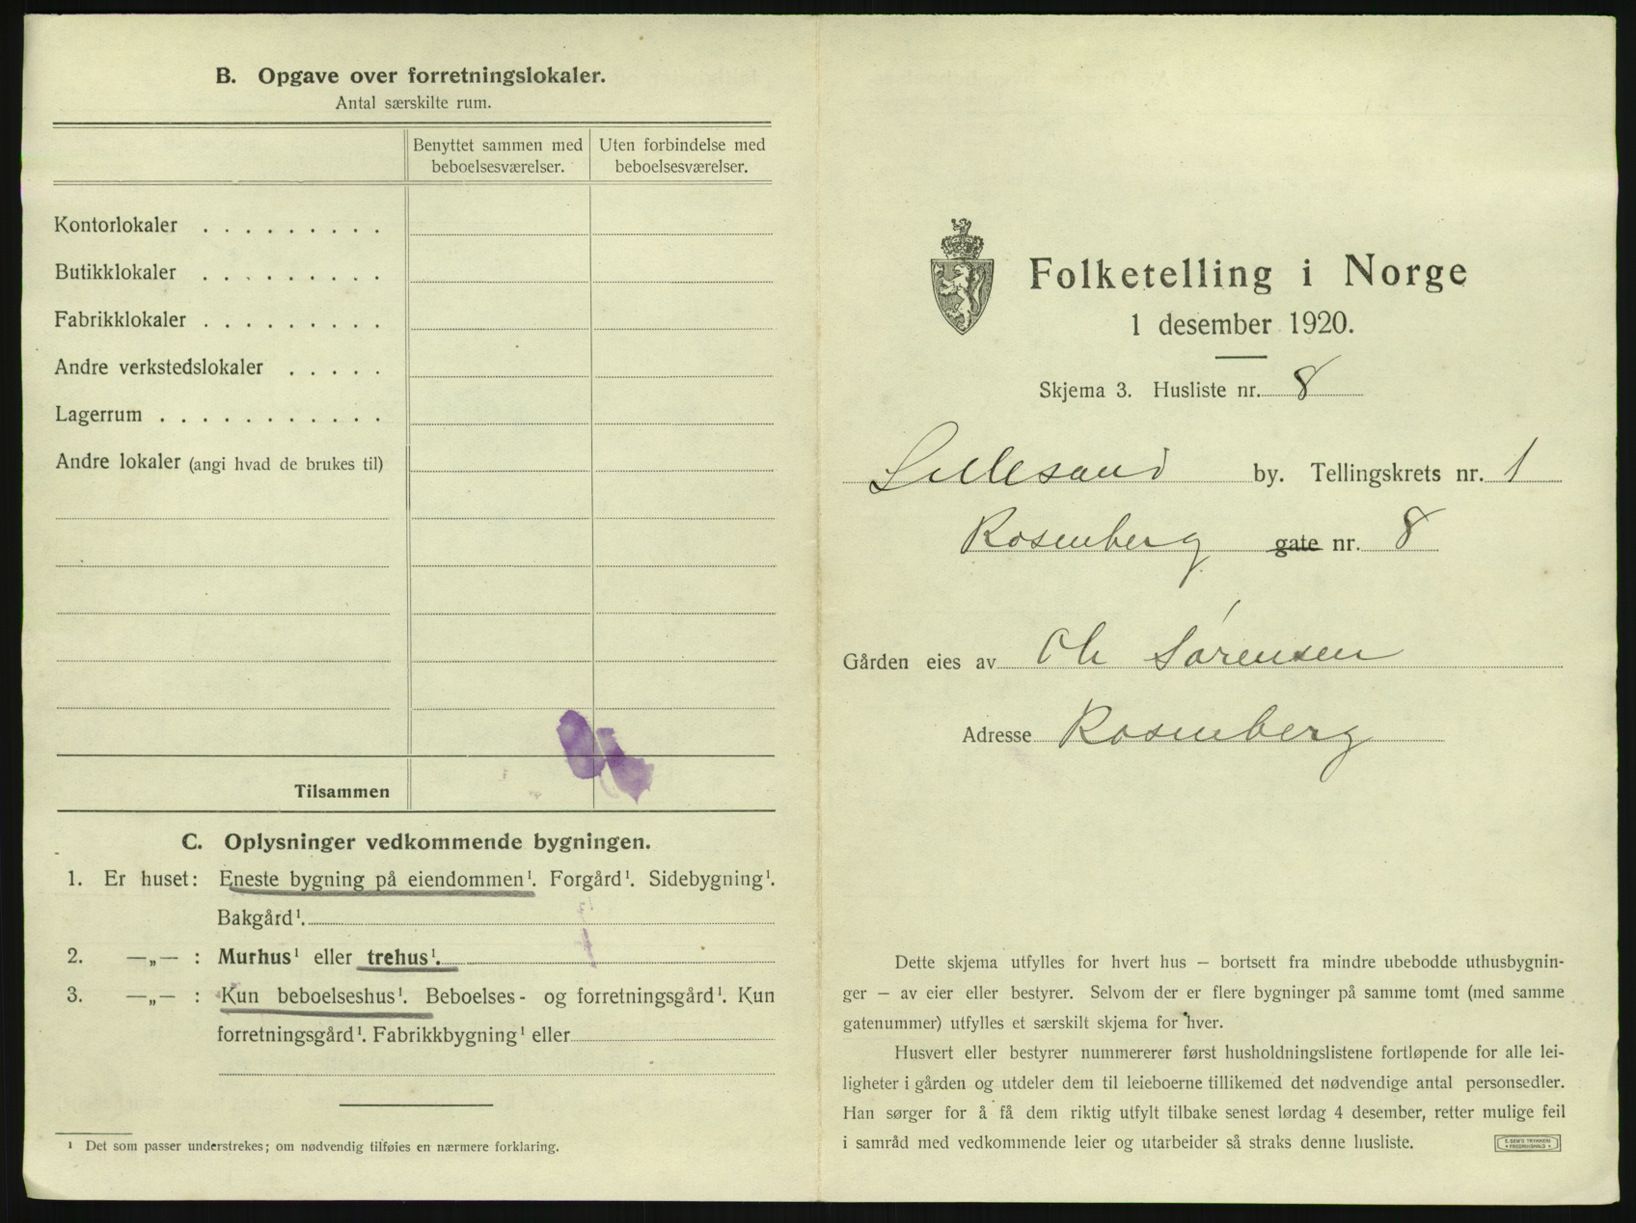 B. Opgave over forretningslokaler.
Antal særskilte rum.
Benyttet sammen med beboelsesværelser.
Uten forbindelse med beboelsesværelser.
Kontorlokaler . . . . . . . . .
Butikklokaler . . . . . . . . .
Fabrikklokaler . . . . . . . . .
Andre verkstedslokaler . . . . .
Lagerrum . . . . . . . . . . .
Andre lokaler (angi hvad de brukes til)
Tilsammen
C. Oplysninger vedkommende bygningen.
1. Er huset: Eneste bygning på eiendommen¹. Forgård¹. Sidebygning¹.
Bakgård¹.
2. —„— : Murhus¹ eller trehus¹.
3. —„— : Kun beboelseshus¹. Beboelses- og forretningsgård¹. Kun
forretningsgård¹. Fabrikkbygning¹ eller
¹ Det som passer understrekes; om nødvendig tilføies en nærmere forklaring.
Folketelling i Norge
1 desember 1920.
Skjema 3. Husliste nr. 8
Lillesand by. Tellingskrets nr. 1
Rosenberg gate nr. 8
Gården eies av Ch Sørensen
Adresse Rosenberg
Dette skjema utfylles for hvert hus – bortsett fra mindre ubebodde uthusbygnin-
ger – av eier eller bestyrer. Selvom der er flere bygninger på samme tomt (med samme
gatenummer) utfylles et særskilt skjema for hver.
Husvert eller bestyrer nummererer først husholdningslistene fortløpende for alle lei-
ligheter i gården og utdeler dem til leieboerne tillikemed det nødvendige antal personsedler.
Han sørger for å få dem riktig utfylt tilbake senest lørdag 4 desember, retter mulige feil
i samråd med vedkommende leier og utarbeider så straks denne husliste.